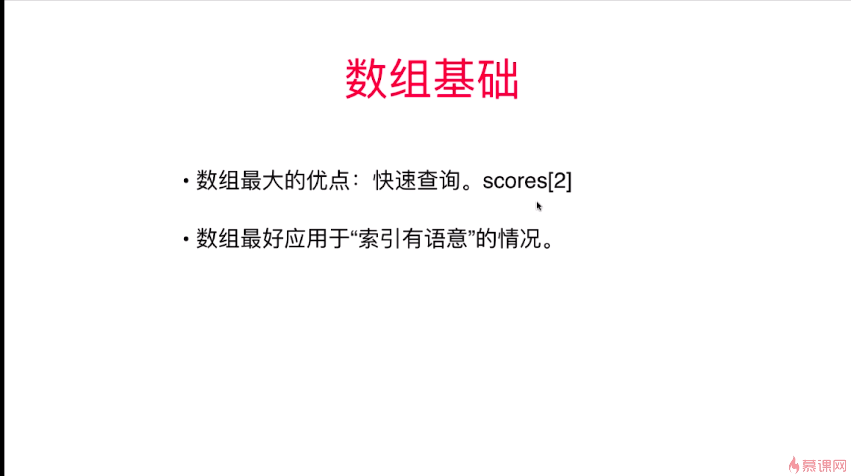 数组基础
• 数组最大的优点：快速查询。scores[2]
• 数组最好应用于“索引有语意”的情况。
慕课网